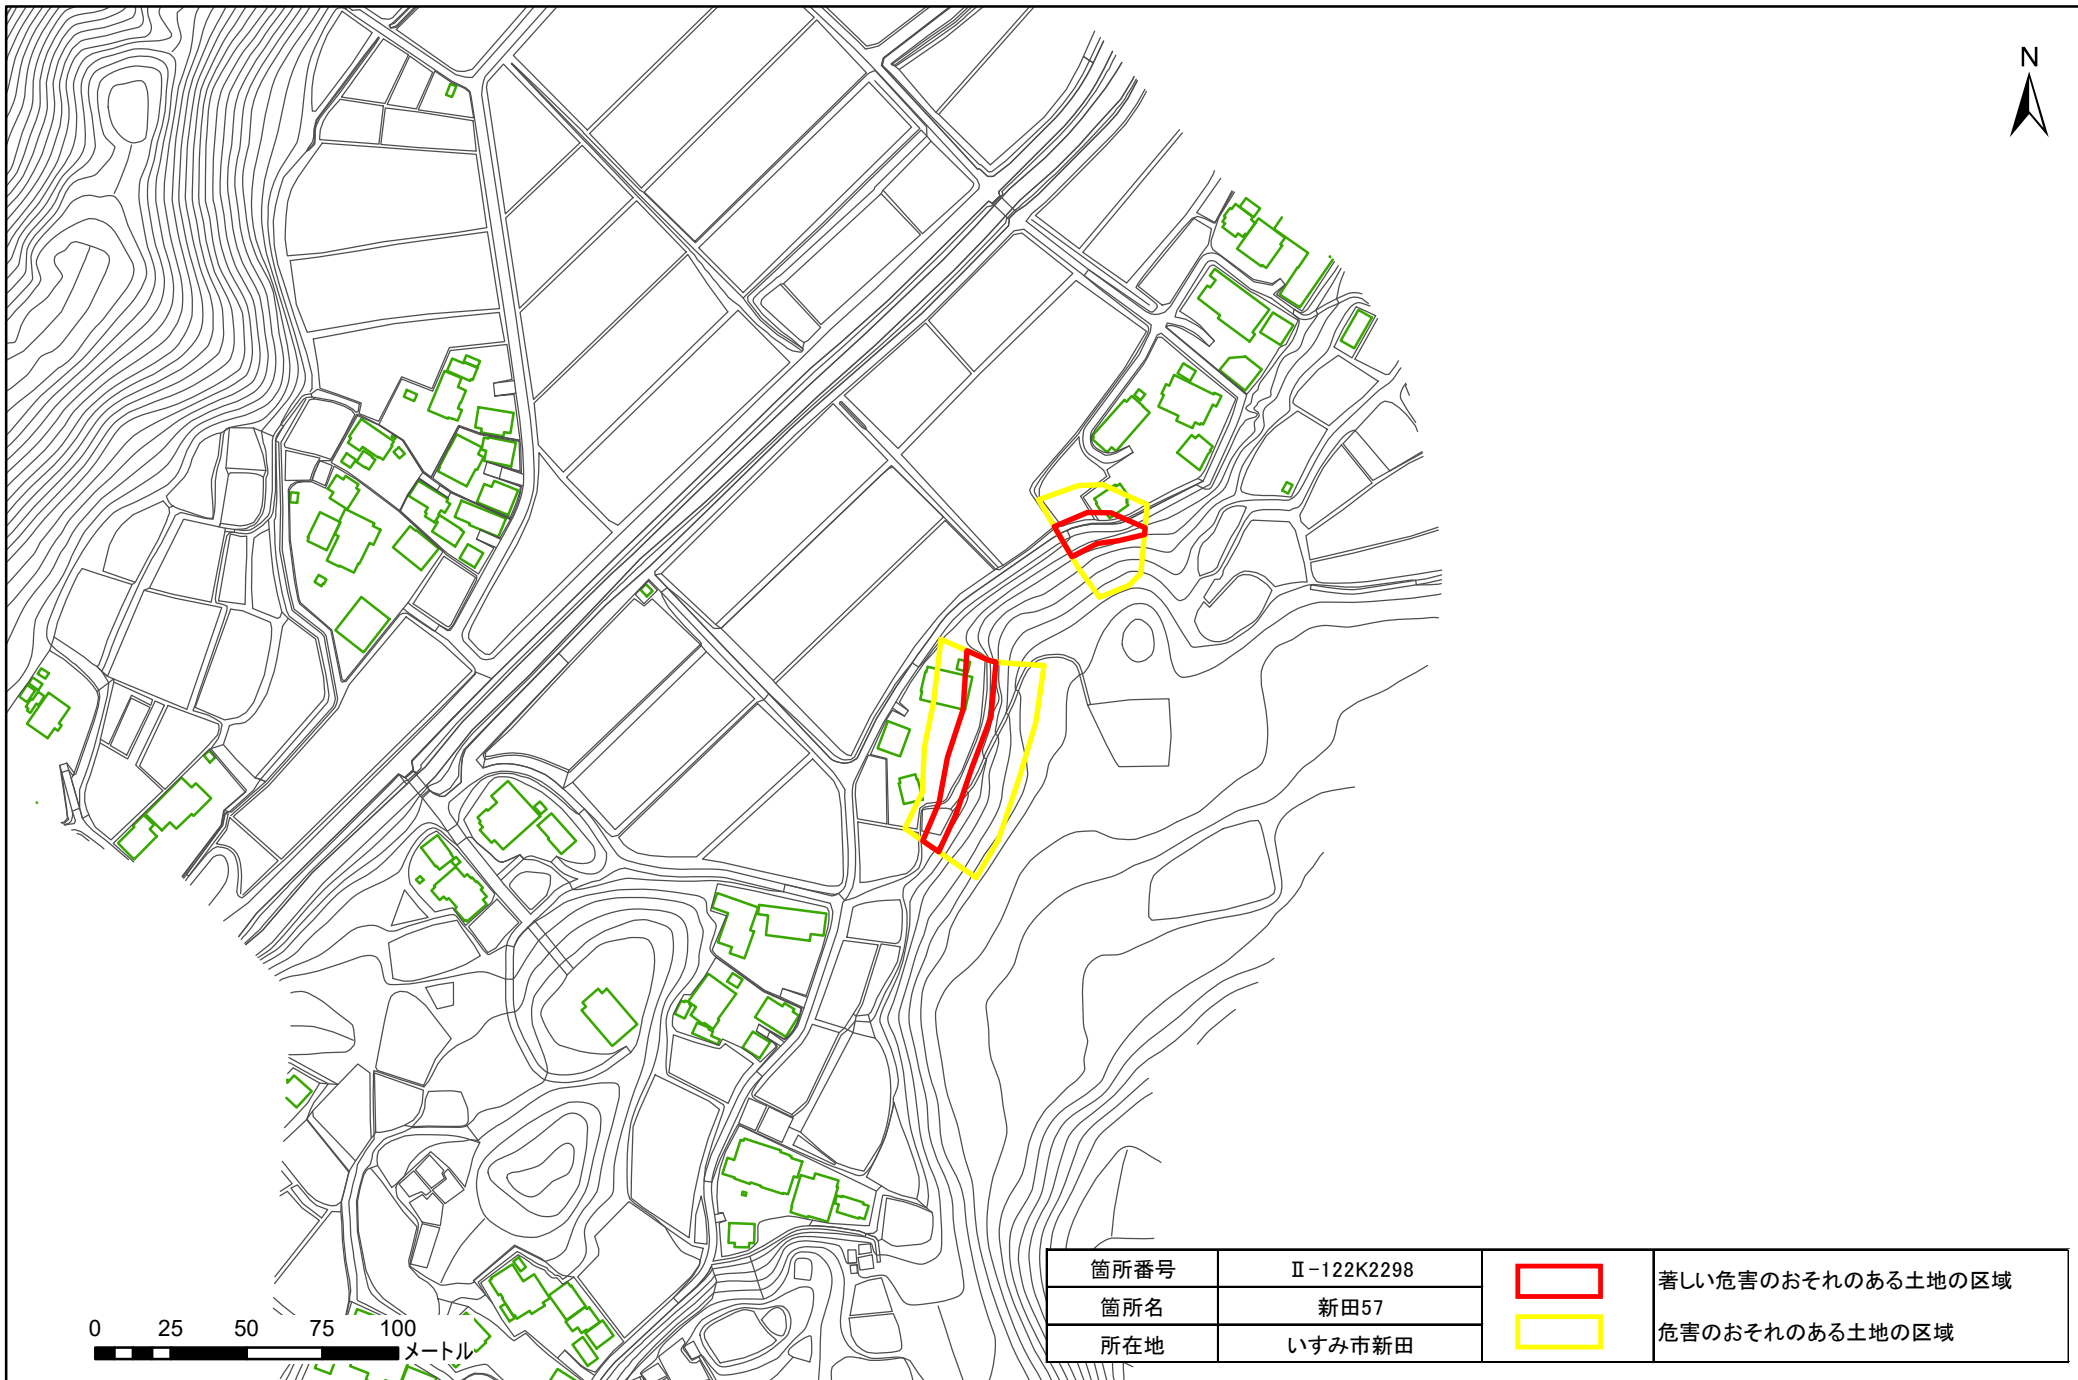 N
箇所番号 Ⅱ-122K2298
箇所名 新田57
所在地 いすみ市新田
著しい危害のおそれのある土地の区域
危害のおそれのある土地の区域
0 25 50 75 100
メートル